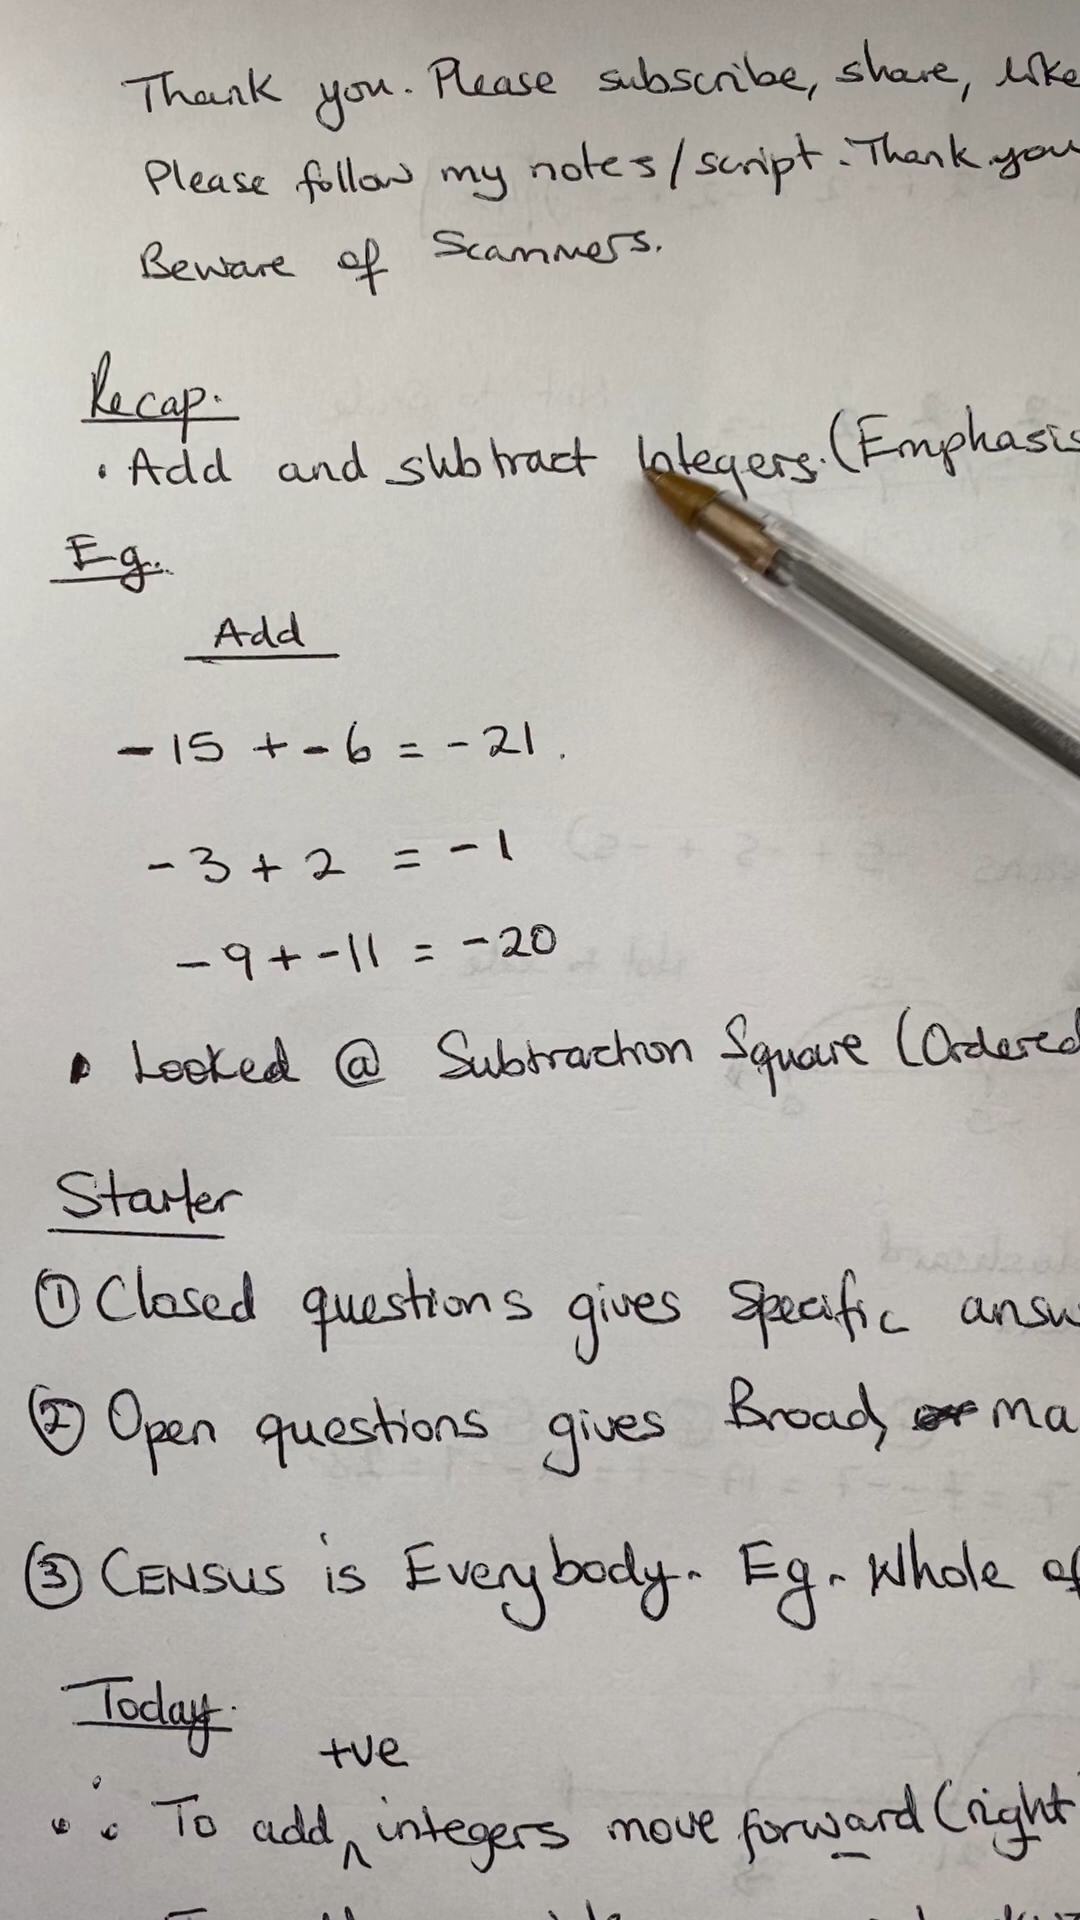 Thank you. Please subscribe, share, like
Please follow my notes/script. Thank you
Beware of Scammers.
Recap.
• Add and subtract Integers. (Emphasis
Eg.
Add
-15 + -6 = -21.
-3 + 2 = -1
-9 + -11 = -20
• Looked @ Subtraction Square (Ordered
Starter
① Closed questions gives specific answ
② Open questions gives Broad, ma
③ CENSUS is Everybody. Eg. Whole of
Today.
+ve
∴ To add ^ integers move forward (right